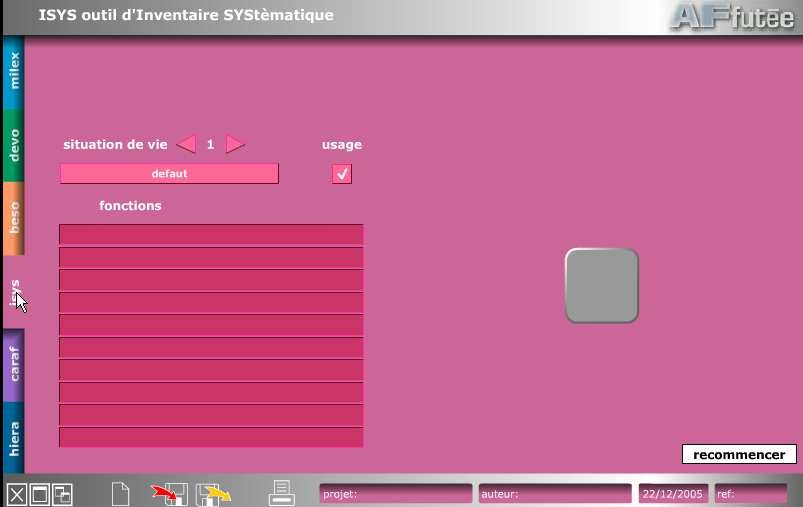 ISYS outil d'Inventaire SYStèmatique
AFfutée
milex
devo
beso
isys
caraf
hiera
situation de vie 1
usage
defaut
fonctions
recommencer
projet:
auteur:
22/12/2005
ref: